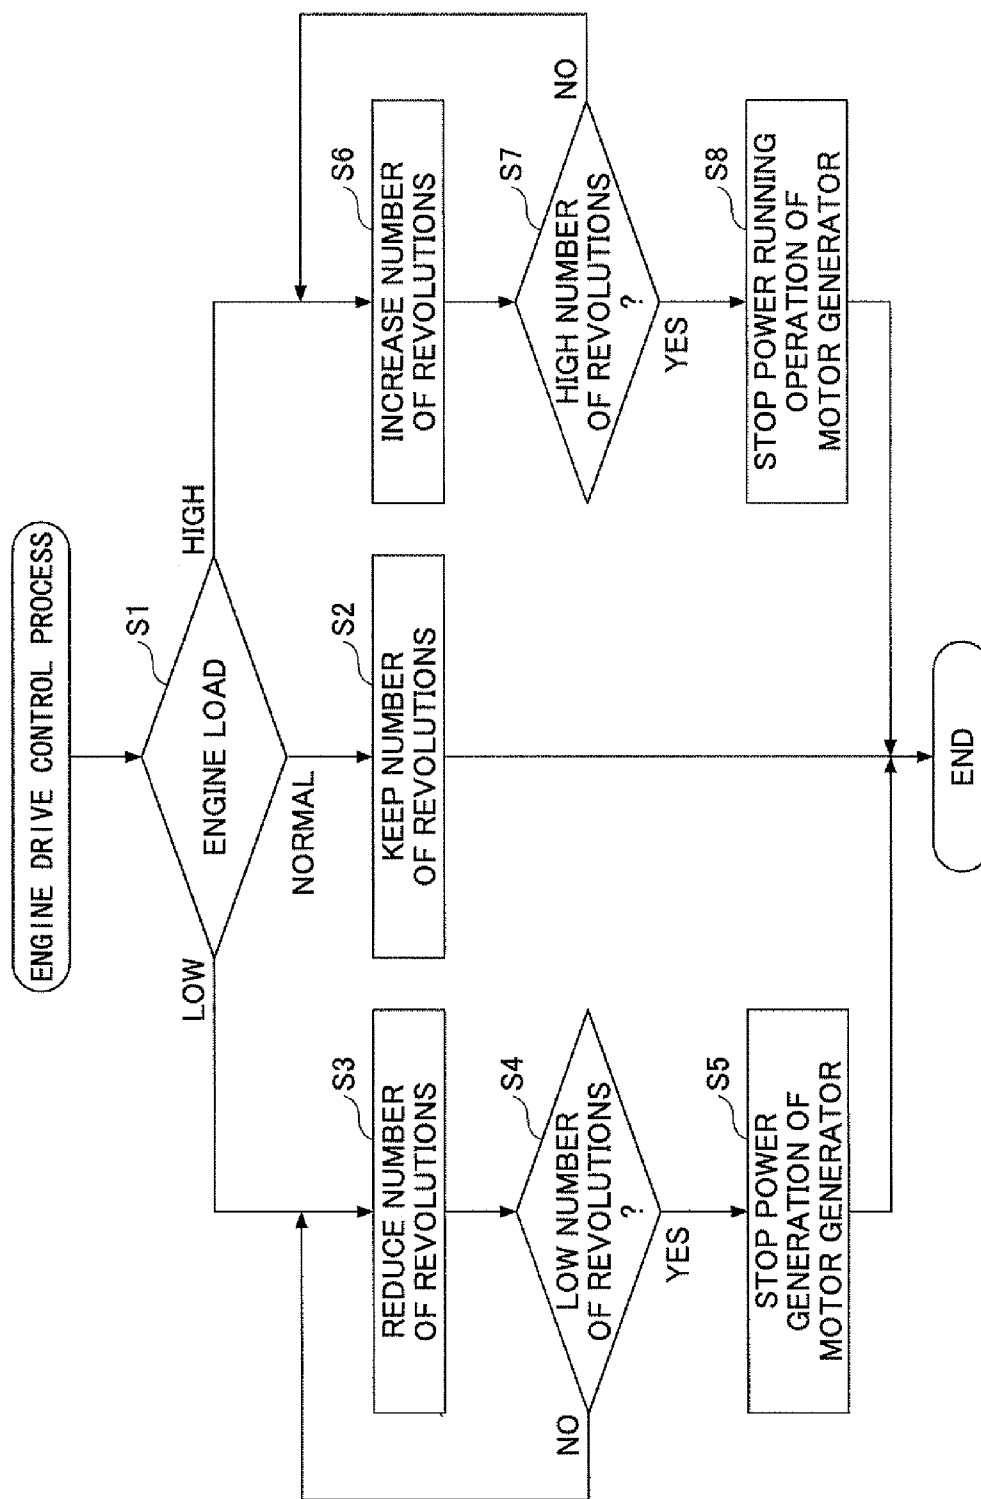 ENGINE DRIVE CONTROL PROCESS
S1
ENGINE LOAD
LOW
NORMAL
HIGH
S3
REDUCE NUMBER
OF REVOLUTIONS
S4
LOW NUMBER
OF REVOLUTIONS
?
NO
YES
S5
STOP POWER
GENERATION OF
MOTOR GENERATOR
S2
KEEP NUMBER
OF REVOLUTIONS
S6
INCREASE NUMBER
OF REVOLUTIONS
S7
HIGH NUMBER
OF REVOLUTIONS
?
NO
YES
S8
STOP POWER RUNNING
OPERATION OF
MOTOR GENERATOR
END